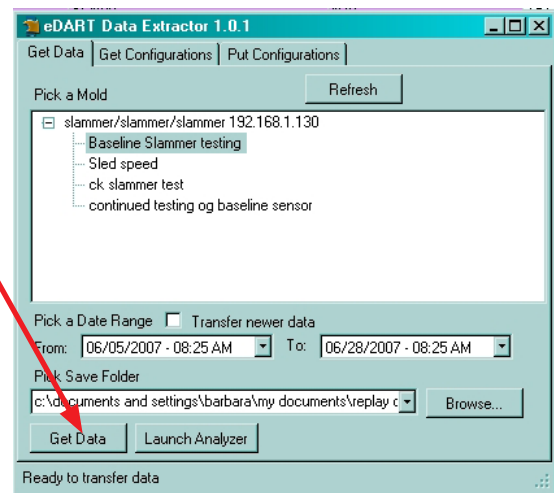 eDART Data Extractor 1.0.1
Get Data Get Configurations Put Configurations
Pick a Mold Refresh
slammer/slammer/slammer 192.168.1.130
Baseline Slammer testing
Sled speed
ck slammer test
continued testing og baseline sensor
Pick a Date Range Transfer newer data
From: 06/05/2007 - 08:25 AM To: 06/28/2007 - 08:25 AM
Pick Save Folder
c:\documents and settings\barbara\my documents\replay c Browse...
Get Data Launch Analyzer
Ready to transfer data